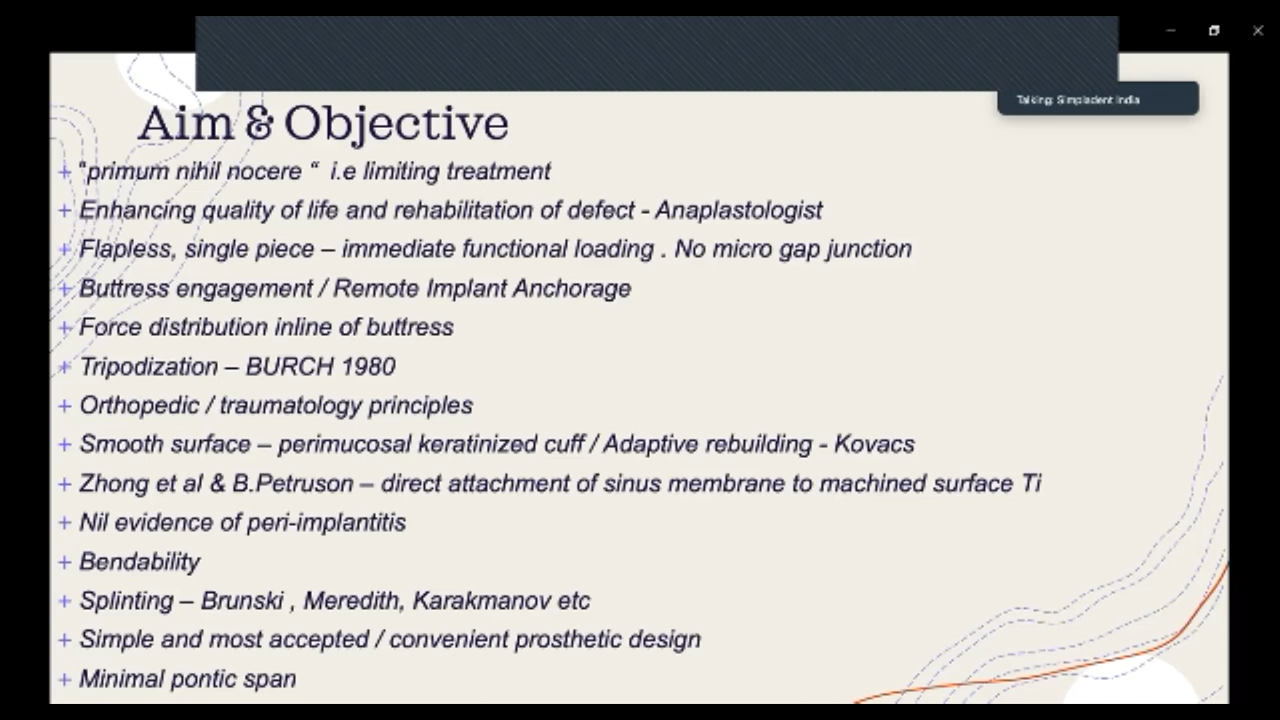 Talking: Simpladent India
Aim & Objective
+ "primum nihil nocere “ i.e limiting treatment
+ Enhancing quality of life and rehabilitation of defect - Anaplastologist
+ Flapless, single piece – immediate functional loading . No micro gap junction
+ Buttress engagement / Remote Implant Anchorage
+ Force distribution inline of buttress
+ Tripodization – BURCH 1980
+ Orthopedic / traumatology principles
+ Smooth surface – perimucosal keratinized cuff / Adaptive rebuilding - Kovacs
+ Zhong et al & B.Petruson – direct attachment of sinus membrane to machined surface Ti
+ Nil evidence of peri-implantitis
+ Bendability
+ Splinting – Brunski , Meredith, Karakmanov etc
+ Simple and most accepted / convenient prosthetic design
+ Minimal pontic span